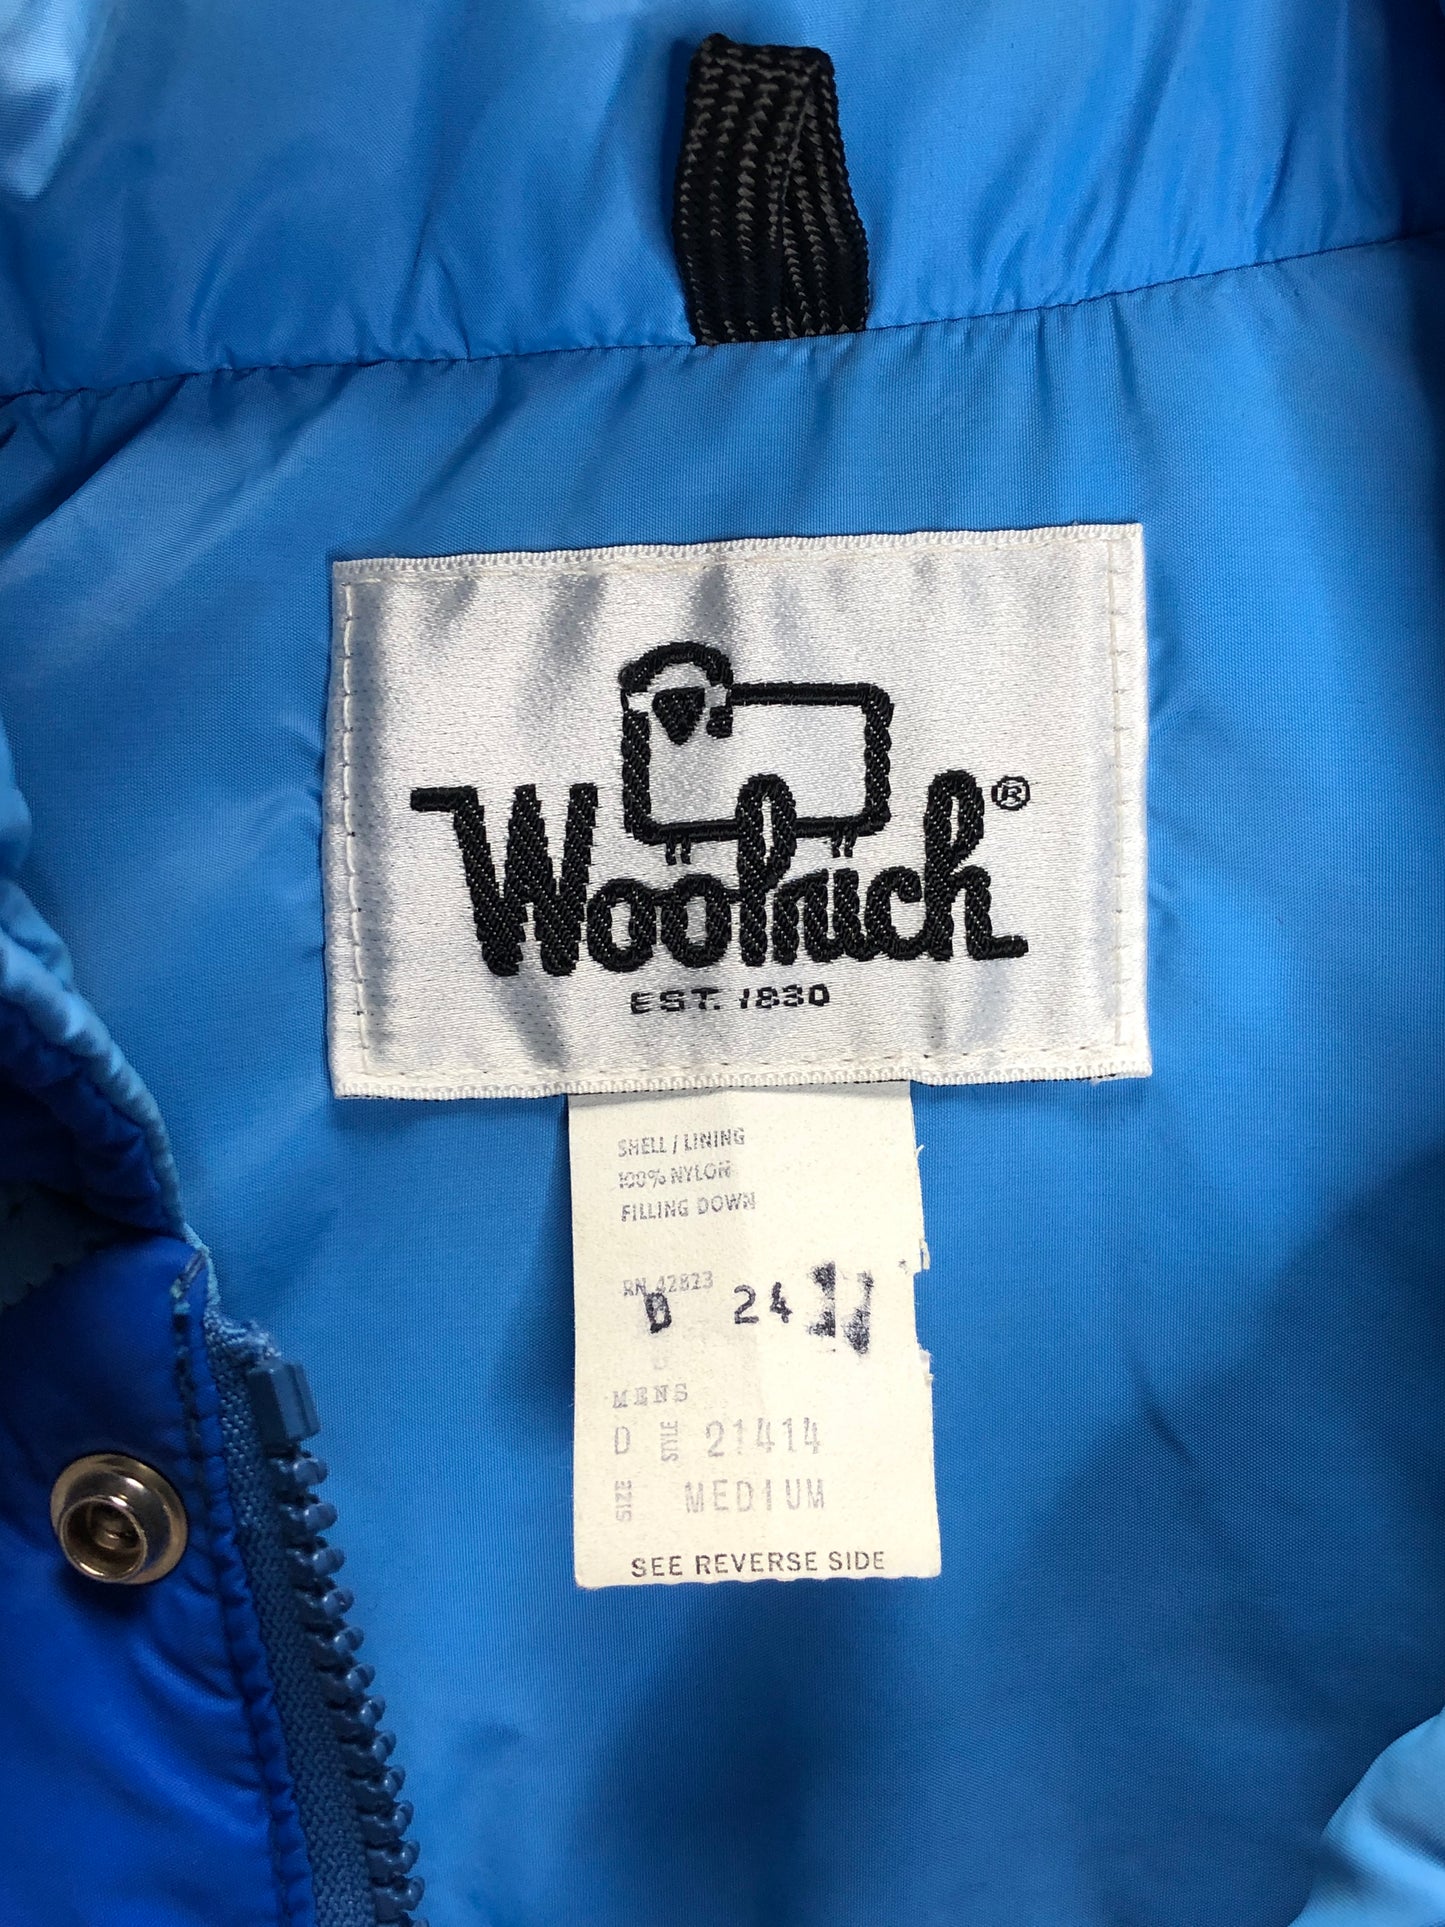 Woolrich®
EST. 1830
SHELL / LINING
100% NYLON
FILLING DOWN
RN 42823
D 24
MENS
D STYLE 21414
SIZE MEDIUM
SEE REVERSE SIDE